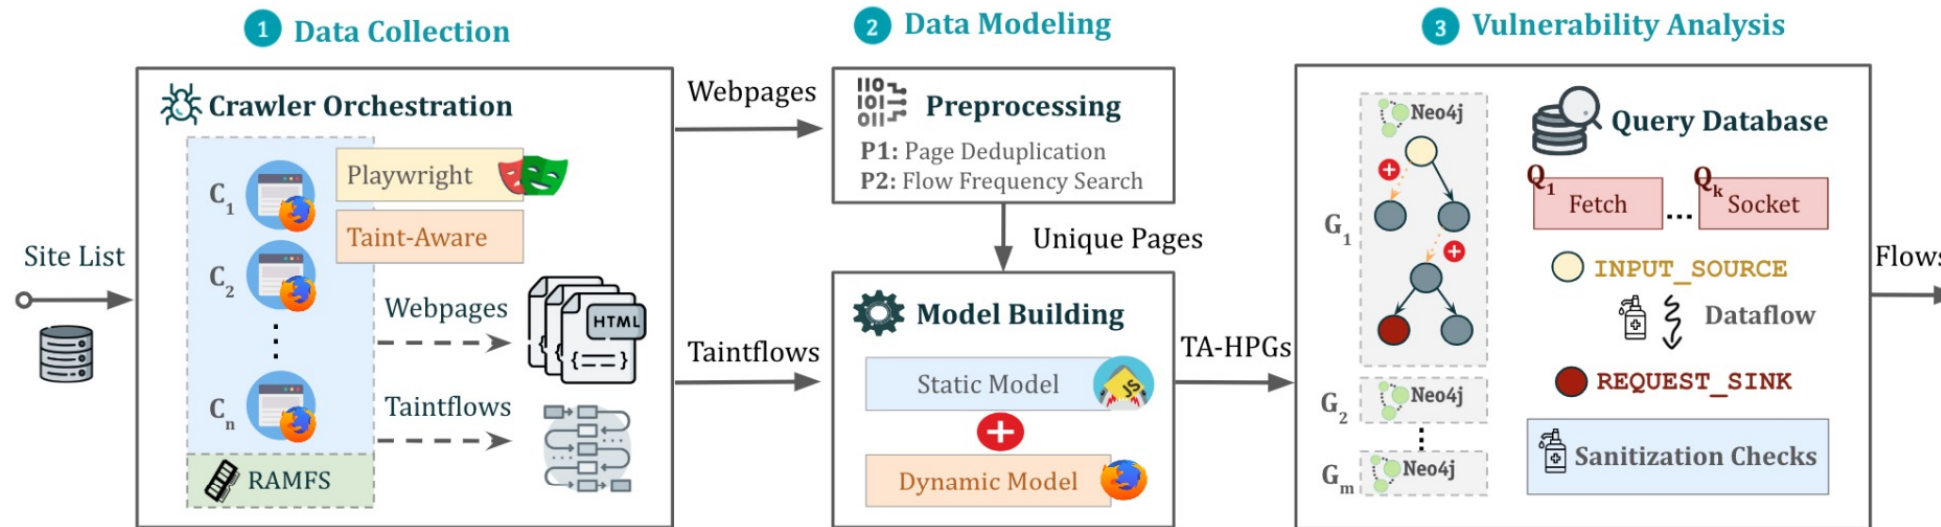 1 Data Collection
Site List
Crawler Orchestration
C1
C2
Cn
Playwright
Taint-Aware
Webpages
HTML
{==}
Taintflows
RAMFS
Webpages
Taintflows
2 Data Modeling
110
101
011
Preprocessing
P1: Page Deduplication
P2: Flow Frequency Search
Unique Pages
Model Building
Static Model
JS
+
Dynamic Model
TA-HPGs
3 Vulnerability Analysis
G1
Neo4j
+
+
G2
Neo4j
Gm
Neo4j
Query Database
Q1
Fetch
...
Qk
Socket
INPUT_SOURCE
Dataflow
REQUEST_SINK
Sanitization Checks
Flows